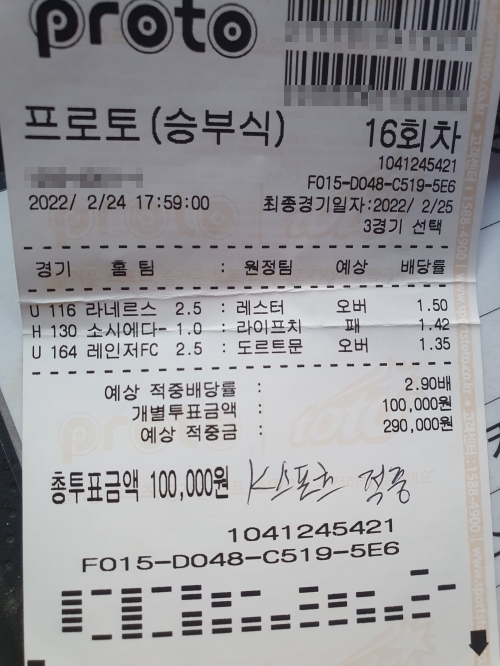 proto
프로토(승부식) 16회차
1041245421
F015-D048-C519-5E6
2022/ 2/24 17:59:00 최종경기일자:2022/ 2/25
3경기 선택
경기 홈 팀 : 원정팀 예상 배당률
U 116 라네르스 2.5 : 레스터 오버 1.50
H 130 소시에다- 1.0 : 라이프치 패 1.42
U 164 레인저FC 2.5 : 도르트문 오버 1.35
예상 적중배당률 : 2.90배
개별투표금액 : 100,000원
예상 적중금 : 290,000원
총투표금액 100,000원 K스포츠 적중
1041245421
F015-D048-C519-5E6